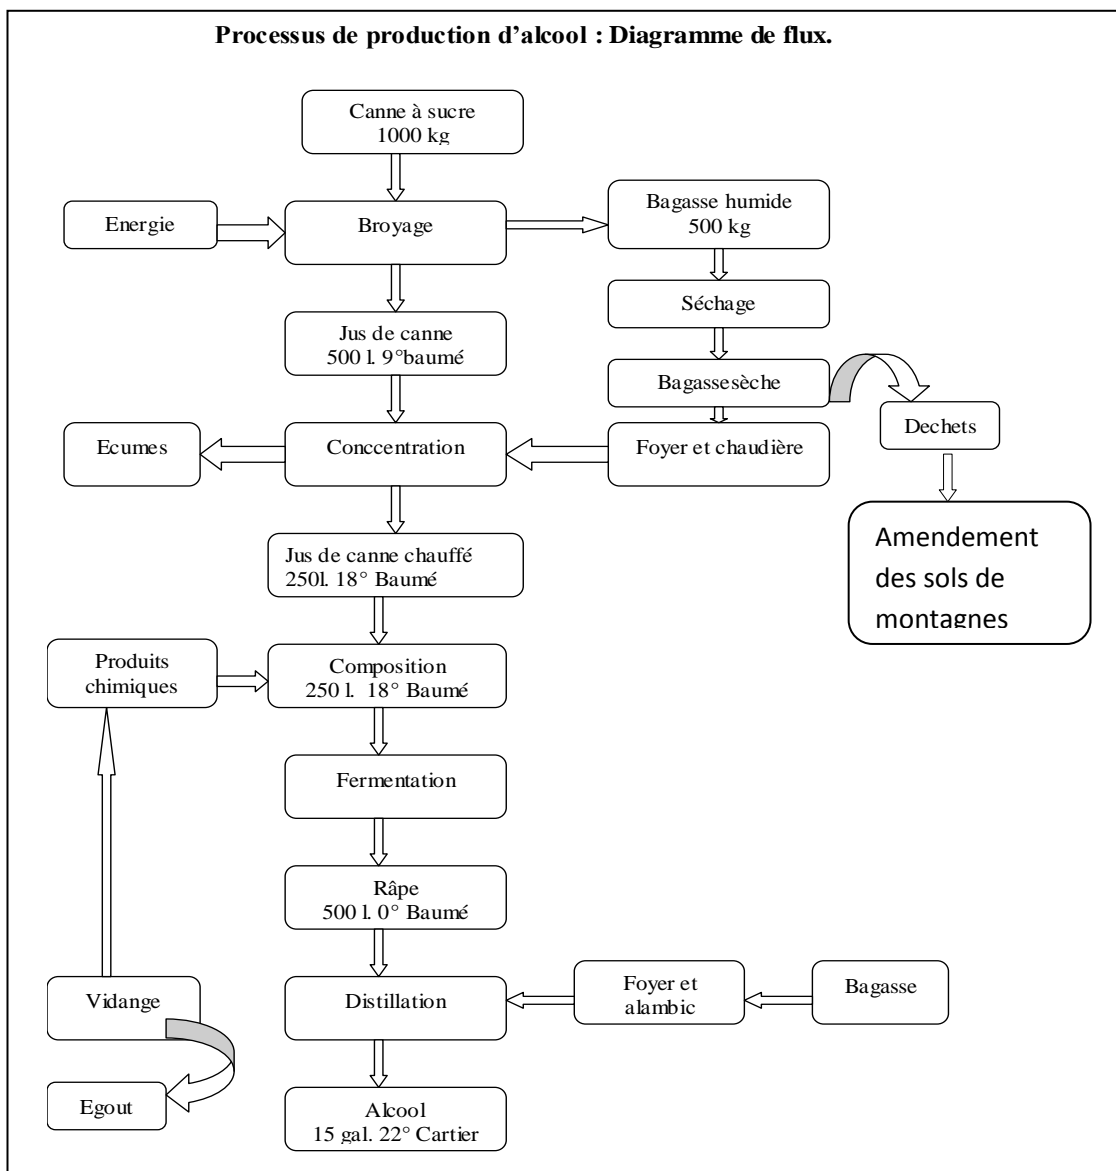 Processus de production d’alcool : Diagramme de flux.
Canne à sucre
1000 kg
Energie
Broyage
Bagasse humide
500 kg
Séchage
Jus de canne
500 l. 9°baumé
Bagassesèche
Dechets
Ecumes
Conccentration
Foyer et chaudière
Amendement
des sols de
montagnes
Jus de canne chauffé
250l. 18° Baumé
Produits
chimiques
Composition
250 l. 18° Baumé
Fermentation
Râpe
500 l. 0° Baumé
Vidange
Distillation
Foyer et
alambic
Bagasse
Egout
Alcool
15 gal. 22° Cartier